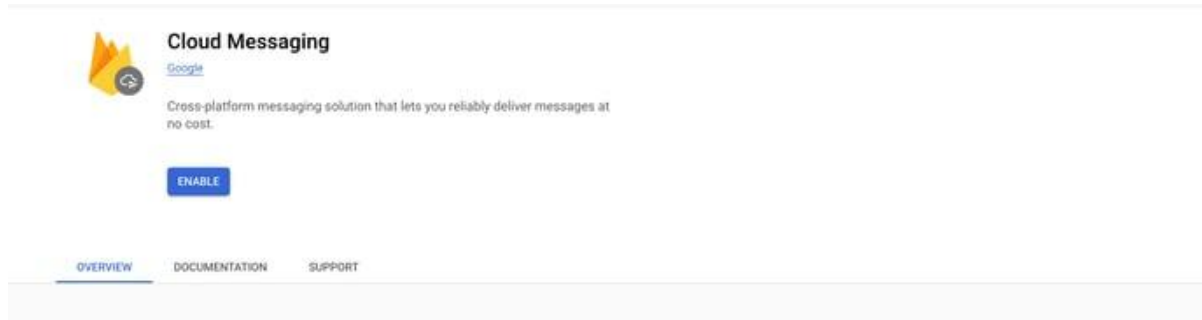 Cloud Messaging
Google
Cross-platform messaging solution that lets you reliably deliver messages at
no cost.
ENABLE
OVERVIEW DOCUMENTATION SUPPORT